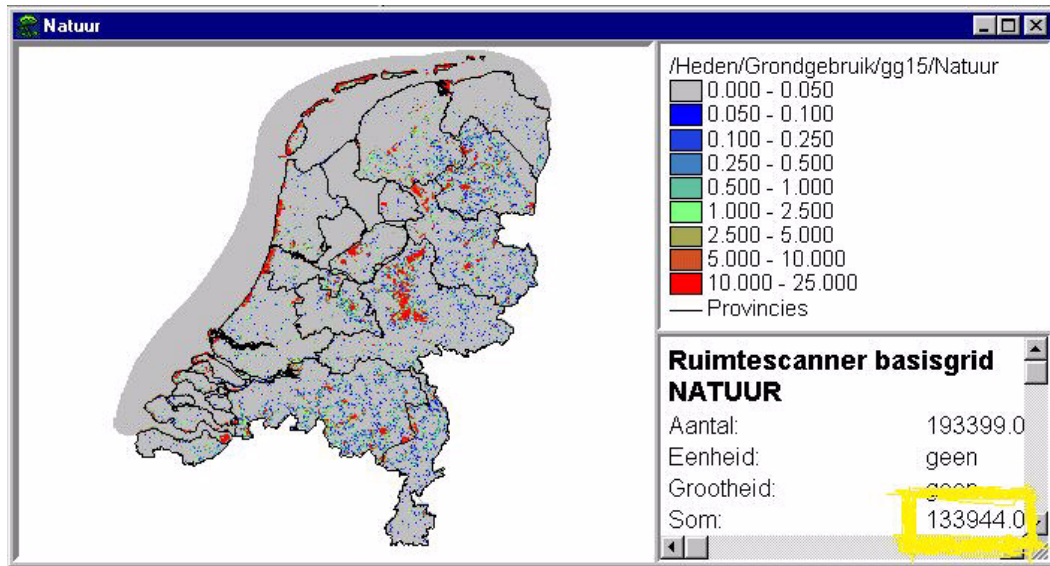 Natuur
/Heden/Grondgebruik/gg15/Natuur
0.000 - 0.050
0.050 - 0.100
0.100 - 0.250
0.250 - 0.500
0.500 - 1.000
1.000 - 2.500
2.500 - 5.000
5.000 - 10.000
10.000 - 25.000
Provincies
Ruimtescanner basisgrid
NATUUR
Aantal: 193399.0
Eenheid: geen
Grootheid: geen
Som: 133944.0